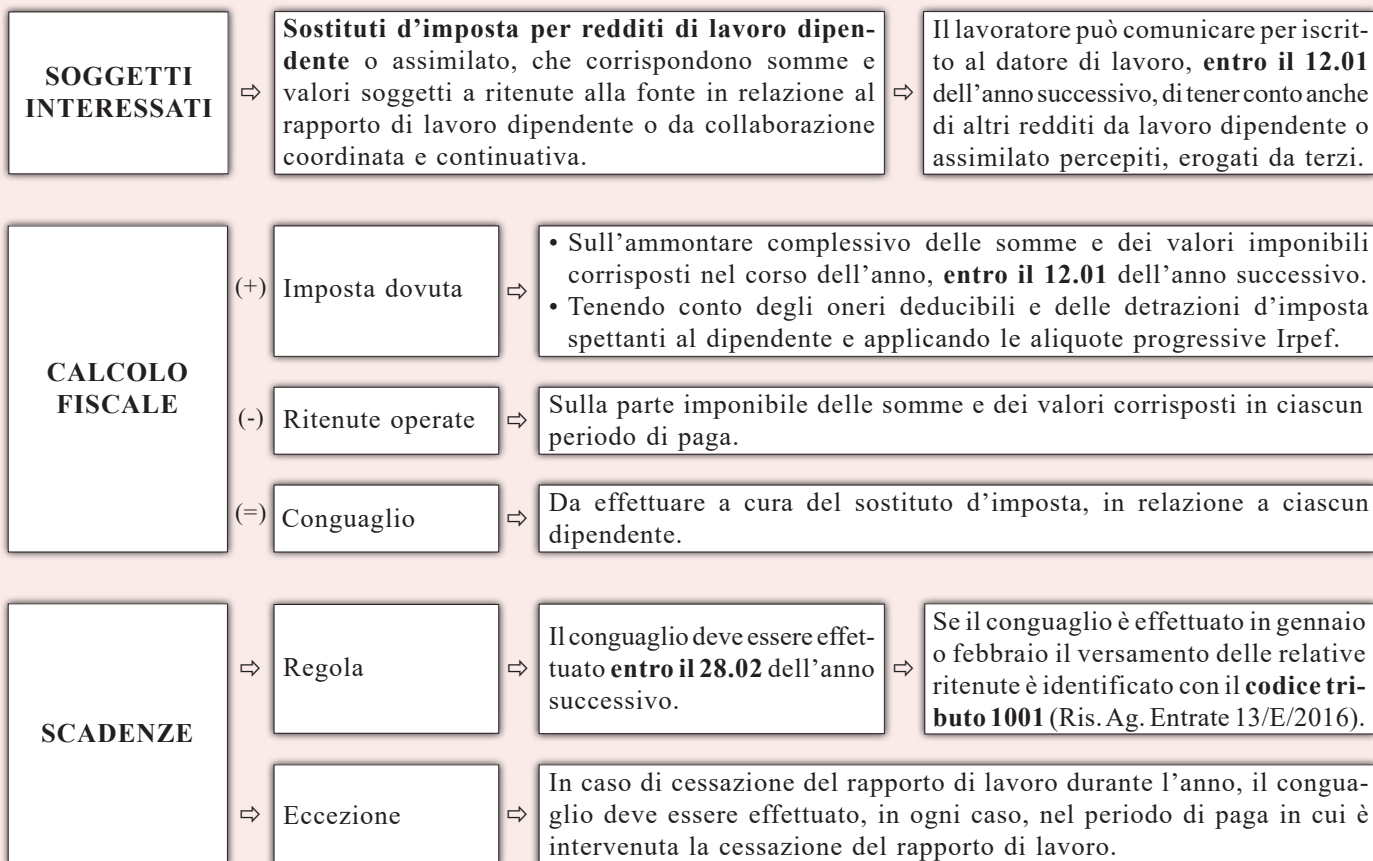 SOGGETTI
INTERESSATI
⇨
Sostituti d’imposta per redditi di lavoro dipen-
dente o assimilato, che corrispondono somme e
valori soggetti a ritenute alla fonte in relazione al
rapporto di lavoro dipendente o da collaborazione
coordinata e continuativa.
⇨
Il lavoratore può comunicare per iscrit-
to al datore di lavoro, entro il 12.01
dell’anno successivo, di tener conto anche
di altri redditi da lavoro dipendente o
assimilato percepiti, erogati da terzi.
CALCOLO
FISCALE
(+) Imposta dovuta ⇨
• Sull’ammontare complessivo delle somme e dei valori imponibili
corrisposti nel corso dell’anno, entro il 12.01 dell’anno successivo.
• Tenendo conto degli oneri deducibili e delle detrazioni d’imposta
spettanti al dipendente e applicando le aliquote progressive Irpef.
(-) Ritenute operate ⇨
Sulla parte imponibile delle somme e dei valori corrisposti in ciascun
periodo di paga.
(=) Conguaglio ⇨
Da effettuare a cura del sostituto d’imposta, in relazione a ciascun
dipendente.
SCADENZE
⇨ Regola ⇨
Il conguaglio deve essere effet-
tuato entro il 28.02 dell’anno
successivo.
⇨
Se il conguaglio è effettuato in gennaio
o febbraio il versamento delle relative
ritenute è identificato con il codice tri-
buto 1001 (Ris. Ag. Entrate 13/E/2016).
⇨ Eccezione ⇨
In caso di cessazione del rapporto di lavoro durante l’anno, il congua-
glio deve essere effettuato, in ogni caso, nel periodo di paga in cui è
intervenuta la cessazione del rapporto di lavoro.